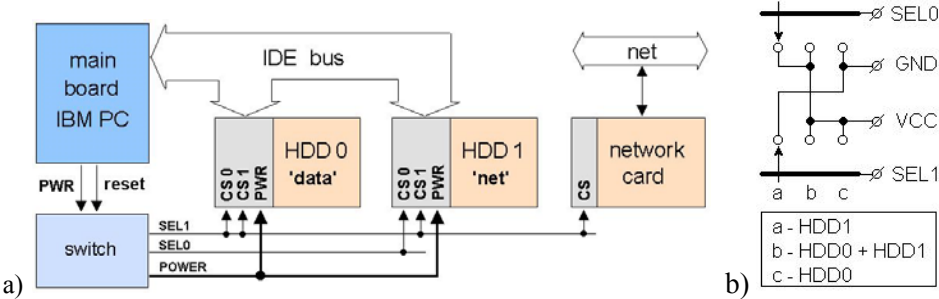 main
board
IBM PC
IDE bus
net
HDD 0
'data'
CS 0
CS 1
PWR
HDD 1
'net'
CS 0
CS 1
PWR
network
card
CS
PWR
reset
switch
SEL1
SEL0
POWER
a)
SEL0
GND
VCC
SEL1
a b c
a - HDD1
b - HDD0 + HDD1
c - HDD0
b)